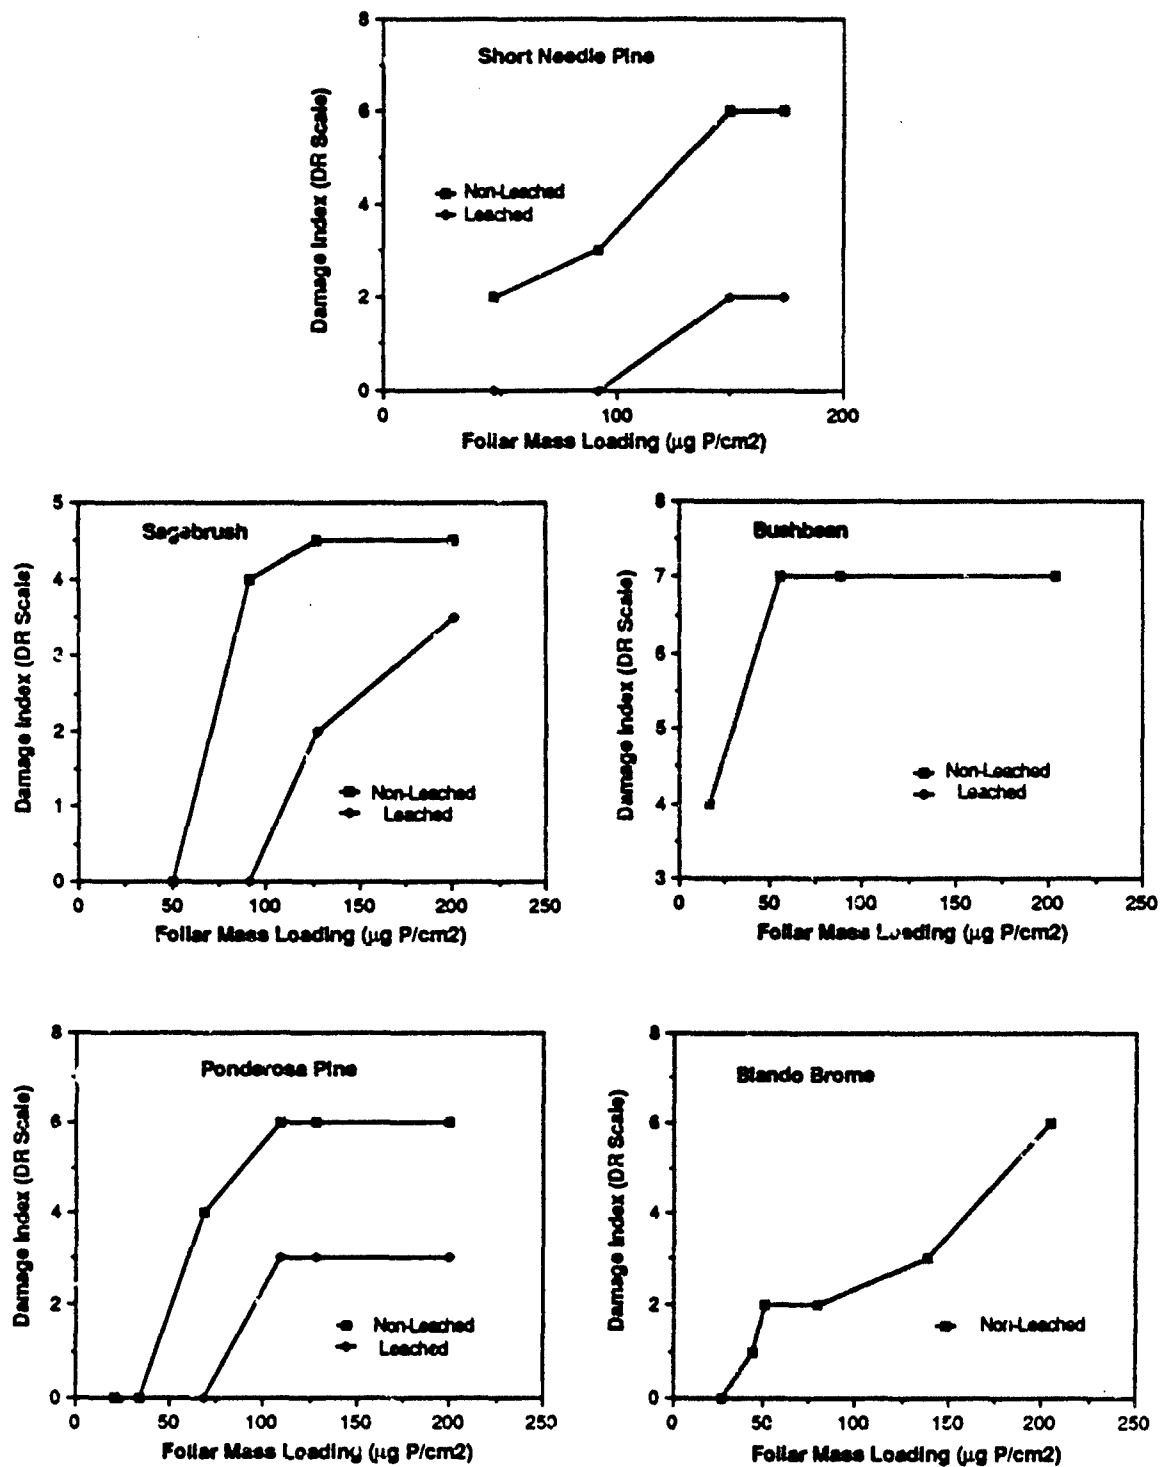 Short Needle Pine
8
6
4
2
0
Damage Index (DR Scale)
Non-Leached
Leached
0 100 200
Foliar Mass Loading (µg P/cm2)
Sagebrush
5
4
3
2
1
0
Damage Index (DR Scale)
Non-Leached
Leached
0 50 100 150 200 250
Foliar Mass Loading (µg P/cm2)
Bushbean
8
7
6
5
4
3
Damage Index (DR Scale)
Non-Leached
Leached
0 50 100 150 200 250
Foliar Mass Loading (µg P/cm2)
Ponderosa Pine
8
6
4
2
0
Damage Index (DR Scale)
Non-Leached
Leached
0 50 100 150 200 250
Foliar Mass Loading (µg P/cm2)
Blando Brome
8
6
4
2
0
Damage Index (DR Scale)
Non-Leached
0 50 100 150 200 250
Foliar Mass Loading (µg P/cm2)